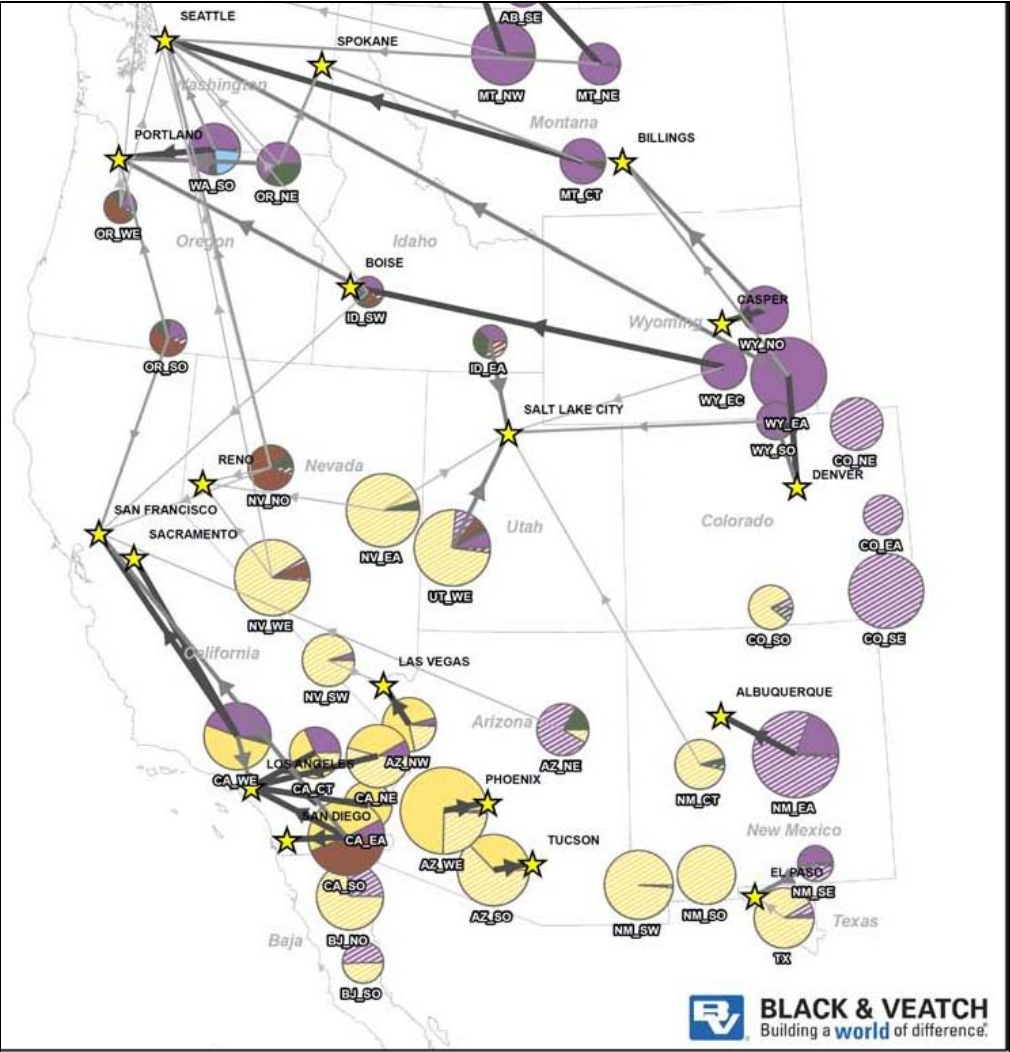 SEATTLE
AB_SE
SPOKANE
Washington
MT_NW
MT_NE
Montana
PORTLAND
BILLINGS
WA_SO
OR_NE
MT_CT
OR_WE
Oregon
Idaho
BOISE
ID_SW
CASPER
Wyoming
WY_NO
OR_SO
ID_EA
WY_EC
SALT LAKE CITY
WY_EA
WY_SO
CO_NE
RENO
Nevada
DENVER
NV_NO
SAN FRANCISCO
SACRAMENTO
Utah
Colorado
NV_EA
CO_EA
UT_WE
NV_WE
CO_SO
CO_SE
California
LAS VEGAS
NV_SW
ALBUQUERQUE
Arizona
AZ_NW
AZ_NE
CA_WE
LOS ANGELES
CA_CT
CA_NE
PHOENIX
NM_CT
NM_EA
SAN DIEGO
CA_EA
New Mexico
TUCSON
AZ_WE
EL PASO
CA_SO
NM_SE
AZ_SO
NM_SW
NM_SO
Texas
BJ_NO
Baja
TX
BJ_SO
BV
BLACK & VEATCH
Building a world of difference.